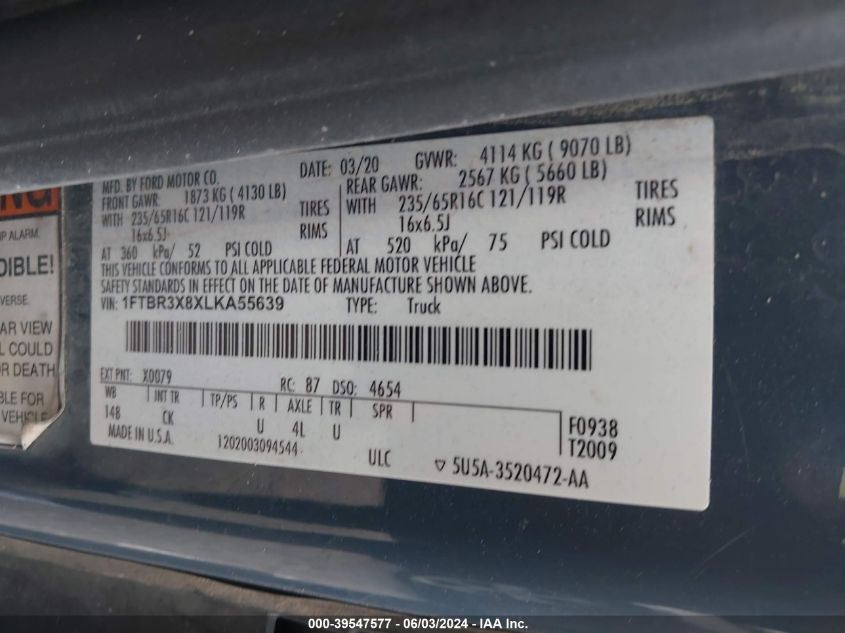 MFD. BY FORD MOTOR CO. DATE: 03/20 GVWR: 4114 KG ( 9070 LB)
FRONT GAWR: 1873 KG ( 4130 LB) REAR GAWR: 2567 KG ( 5660 LB)
WITH 235/65R16C 121/119R TIRES WITH 235/65R16C 121/119R TIRES
16x6.5J RIMS 16x6.5J RIMS
AT 360 kPa/ 52 PSI COLD AT 520 kPa/ 75 PSI COLD
THIS VEHICLE CONFORMS TO ALL APPLICABLE FEDERAL MOTOR VEHICLE
SAFETY STANDARDS IN EFFECT ON THE DATE OF MANUFACTURE SHOWN ABOVE.
VIN: 1FTBR3X8XLKA55639 TYPE: Truck
EXT PNT: X0079 RC: 87 DSO: 4654
WB INT TR TP/PS R AXLE TR SPR
148 CK U 4L U
F0938
T2009
MADE IN U.S.A. 1202003094544 ULC 5U5A-3520472-AA
P ALARM.
DIBLE!
VERSE.
AR VIEW
COULD
R DEATH
BLE FOR
VEHICLE
000-39547577 - 06/03/2024 - IAA Inc.